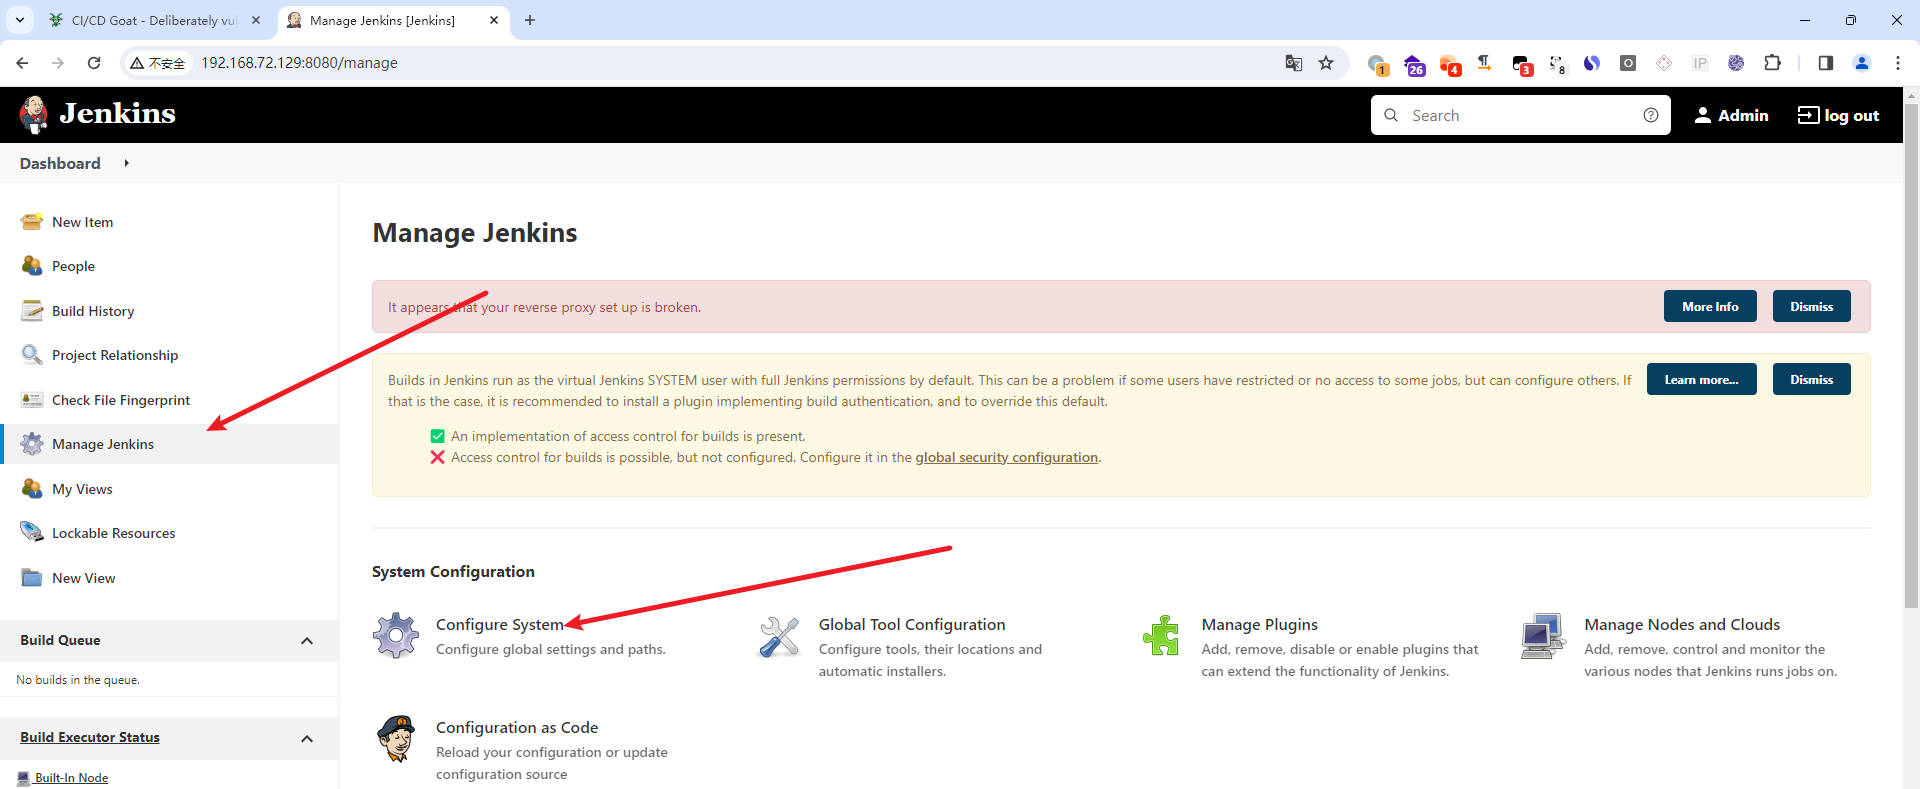 CI/CD Goat - Deliberately vul
Manage Jenkins [Jenkins]
不安全
192.168.72.129:8080/manage
1
26
4
3
8
IP
Jenkins
Search
Admin
log out
Dashboard
New Item
People
Build History
Project Relationship
Check File Fingerprint
Manage Jenkins
My Views
Lockable Resources
New View
Build Queue
No builds in the queue.
Build Executor Status
Built-In Node
Manage Jenkins
It appears that your reverse proxy set up is broken.
More Info
Dismiss
Builds in Jenkins run as the virtual Jenkins SYSTEM user with full Jenkins permissions by default. This can be a problem if some users have restricted or no access to some jobs, but can configure others. If
that is the case, it is recommended to install a plugin implementing build authentication, and to override this default.
Learn more...
Dismiss
An implementation of access control for builds is present.
Access control for builds is possible, but not configured. Configure it in the global security configuration.
System Configuration
Configure System
Configure global settings and paths.
Global Tool Configuration
Configure tools, their locations and
automatic installers.
Manage Plugins
Add, remove, disable or enable plugins that
can extend the functionality of Jenkins.
Manage Nodes and Clouds
Add, remove, control and monitor the
various nodes that Jenkins runs jobs on.
Configuration as Code
Reload your configuration or update
configuration source